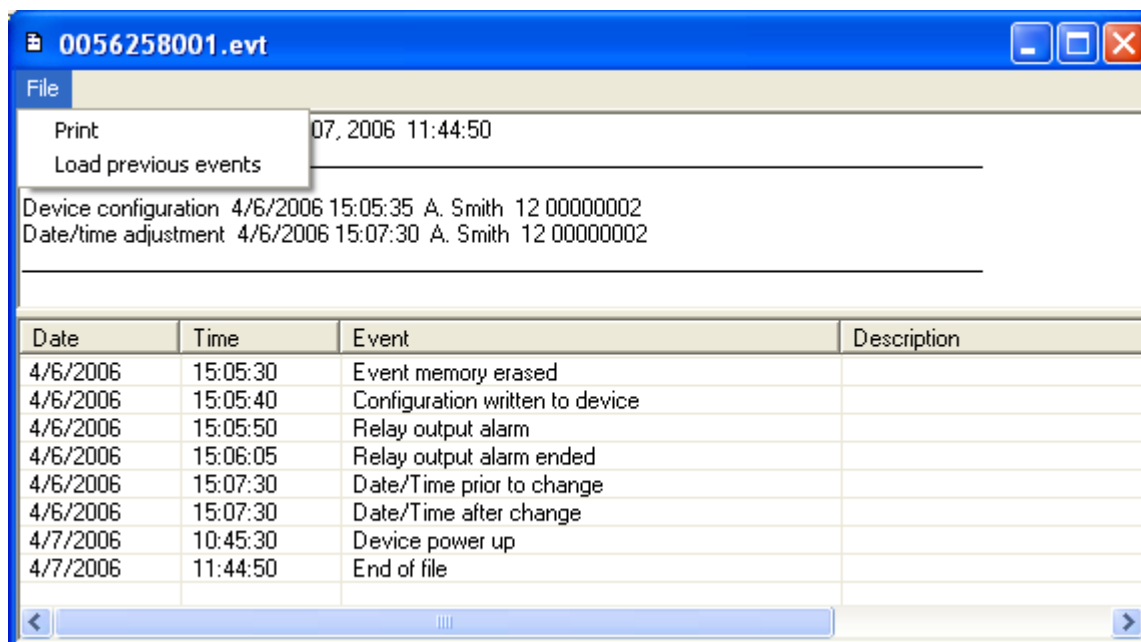 0056258001.evt
File
Print
Load previous events
07, 2006 11:44:50
Device configuration 4/6/2006 15:05:35 A. Smith 12 00000002
Date/time adjustment 4/6/2006 15:07:30 A. Smith 12 00000002
Date Time Event Description
4/6/2006 15:05:30 Event memory erased
4/6/2006 15:05:40 Configuration written to device
4/6/2006 15:05:50 Relay output alarm
4/6/2006 15:06:05 Relay output alarm ended
4/6/2006 15:07:30 Date/Time prior to change
4/6/2006 15:07:30 Date/Time after change
4/7/2006 10:45:30 Device power up
4/7/2006 11:44:50 End of file